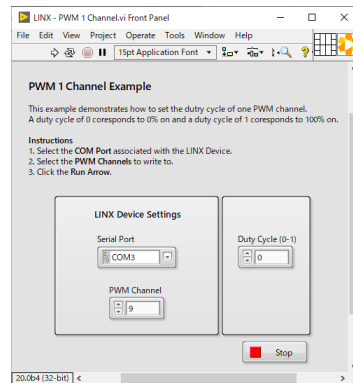 LINX - PWM 1 Channel.vi Front Panel
File Edit View Project Operate Tools Window Help
15pt Application Font
PWM 1 Channel Example
This example demonstrates how to set the dutry cycle of one PWM channel.
A duty cycle of 0 coresponds to 0% and a duty cycle of 1 coresponds to 100% on.
Instructions
1. Select the COM Port associated with the LINX Device.
2. Select the PWM Channels to write to.
3. Click the Run Arrow.
LINX Device Settings
Serial Port
COM3
Duty Cycle (0-1)
0
PWM Channel
9
Stop
20.0b4 (32-bit)